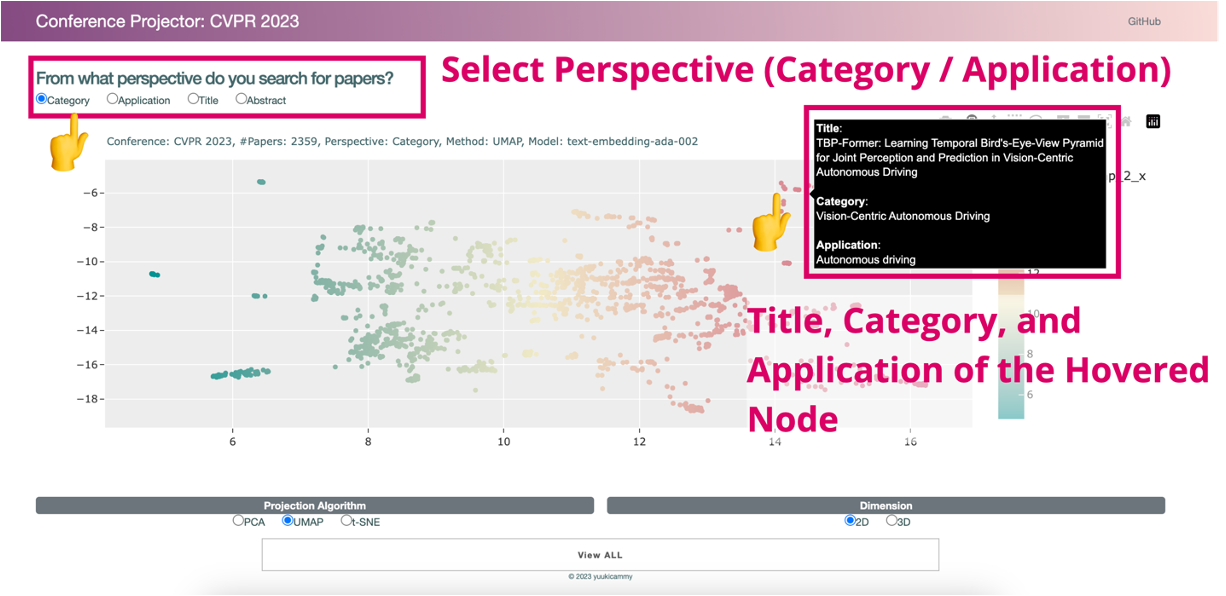 Conference Projector: CVPR 2023
GitHub
From what perspective do you search for papers?
Category Application Title Abstract
Select Perspective (Category / Application)
Conference: CVPR 2023, #Papers: 2359, Perspective: Category, Method: UMAP, Model: text-embedding-ada-002
Title:
TBP-Former: Learning Temporal Bird's-Eye-View Pyramid
for Joint Perception and Prediction in Vision-Centric
Autonomous Driving
Category:
Vision-Centric Autonomous Driving
Application:
Autonomous driving
p_2_x
−6
−8
−10
−12
−14
−16
−18
6 8 10 12 14 16
12
10
8
6
Title, Category, and
Application of the Hovered
Node
Projection Algorithm
PCA UMAP t-SNE
Dimension
2D 3D
View ALL
© 2023 yuukicammy